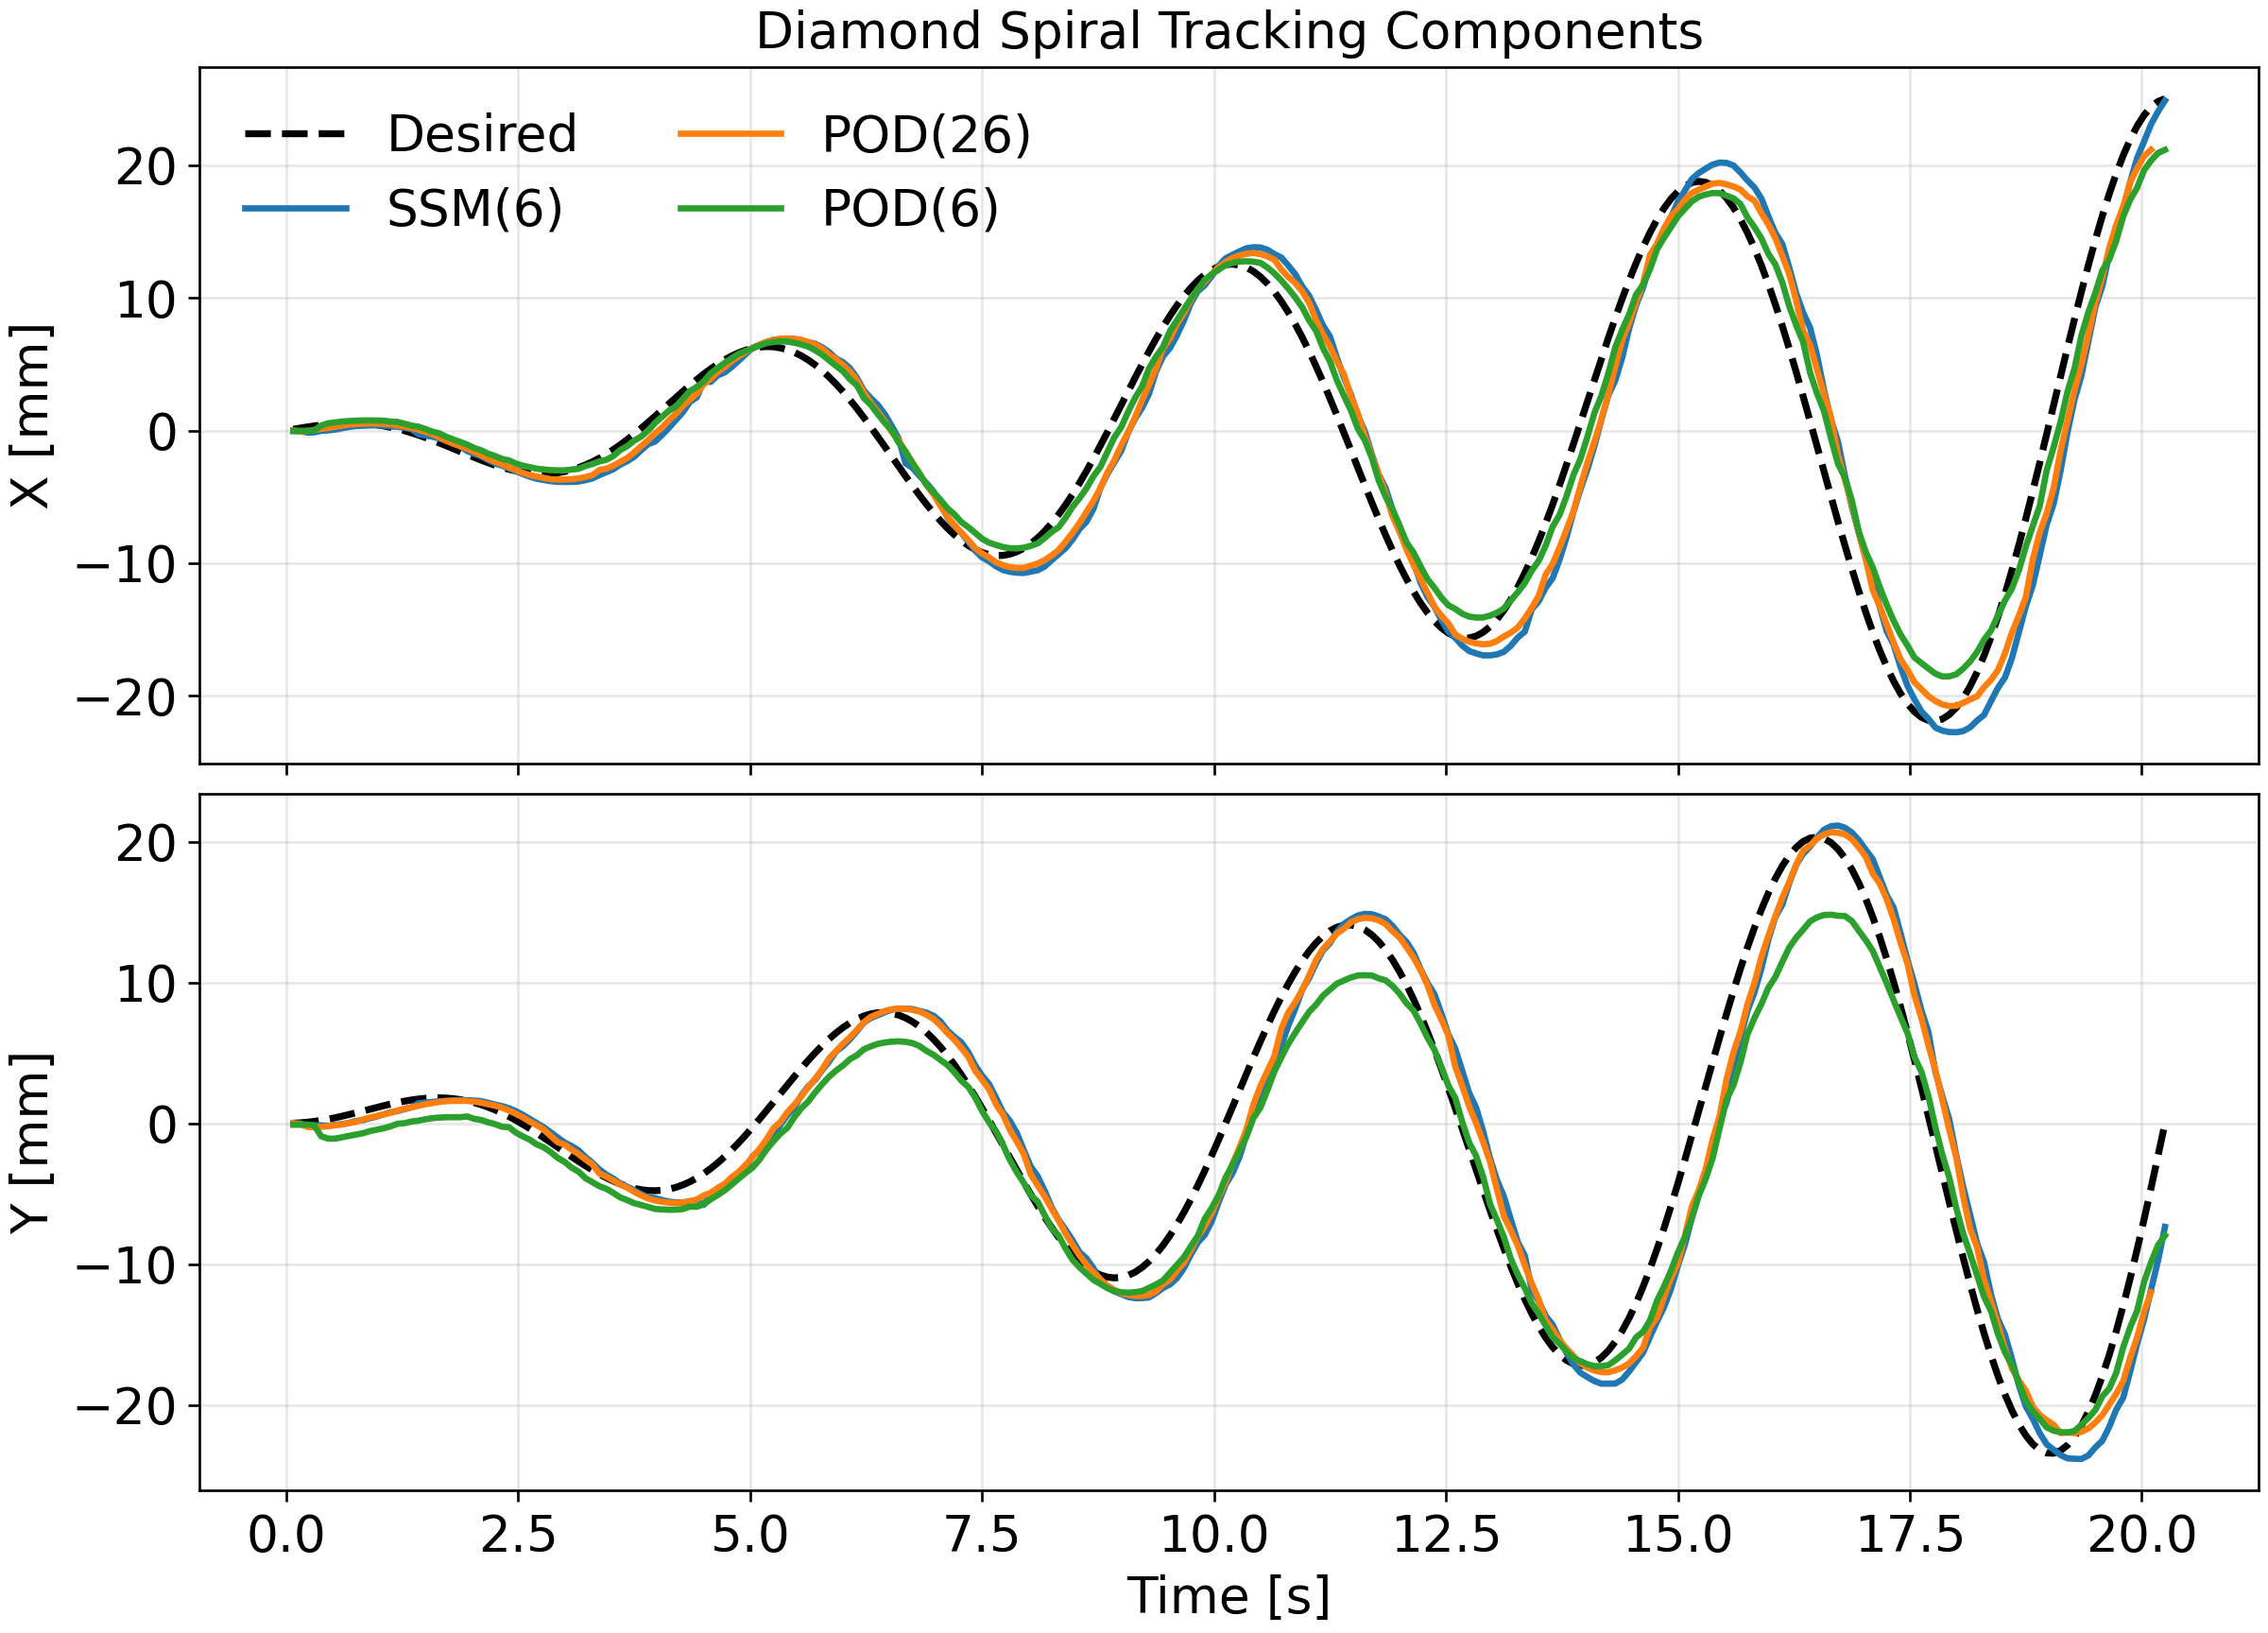 Diamond Spiral Tracking Components
Desired
SSM(6)
POD(26)
POD(6)
X [mm]
20
10
0
−10
−20
Y [mm]
20
10
0
−10
−20
0.0 2.5 5.0 7.5 10.0 12.5 15.0 17.5 20.0
Time [s]